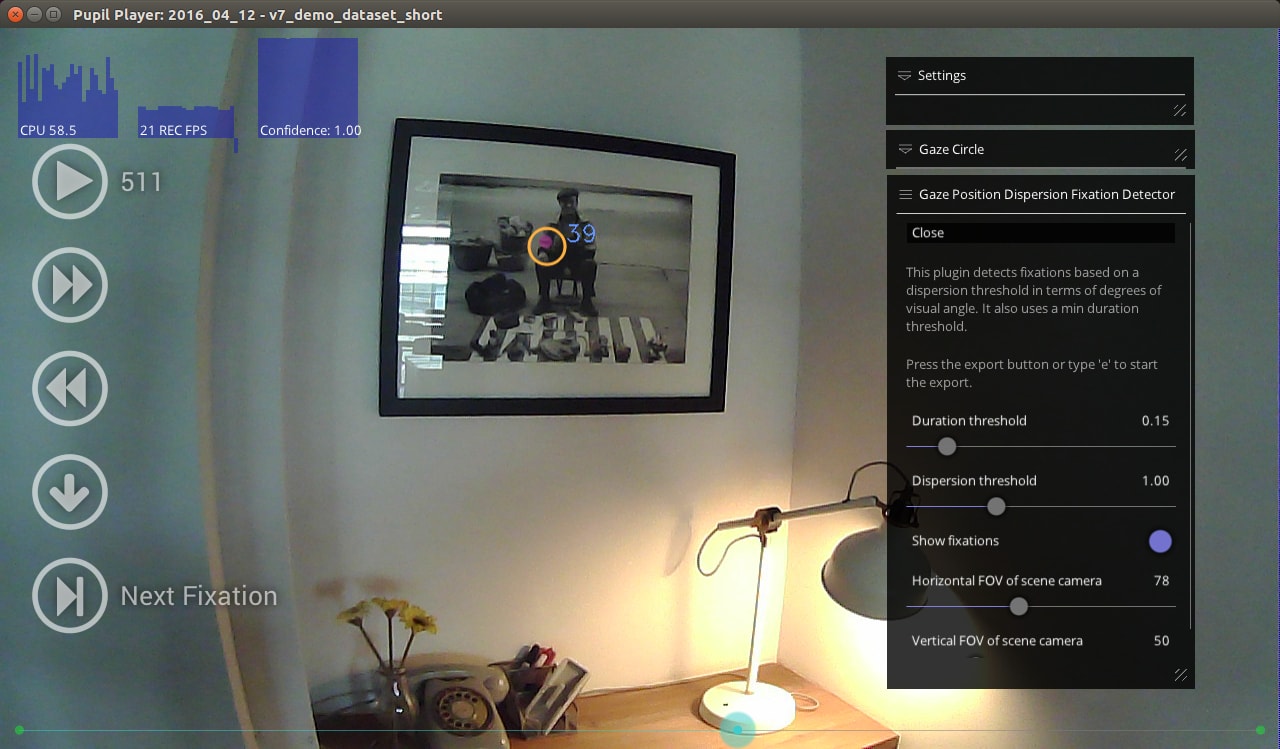 Pupil Player: 2016_04_12 - v7_demo_dataset_short
CPU 58.5
21 REC FPS
Confidence: 1.00
511
39
Next Fixation
Settings
Gaze Circle
Gaze Position Dispersion Fixation Detector
Close
This plugin detects fixations based on a
dispersion threshold in terms of degrees of
visual angle. It also uses a min duration
threshold.
Press the export button or type 'e' to start
the export.
Duration threshold 0.15
Dispersion threshold 1.00
Show fixations
Horizontal FOV of scene camera 78
Vertical FOV of scene camera 50